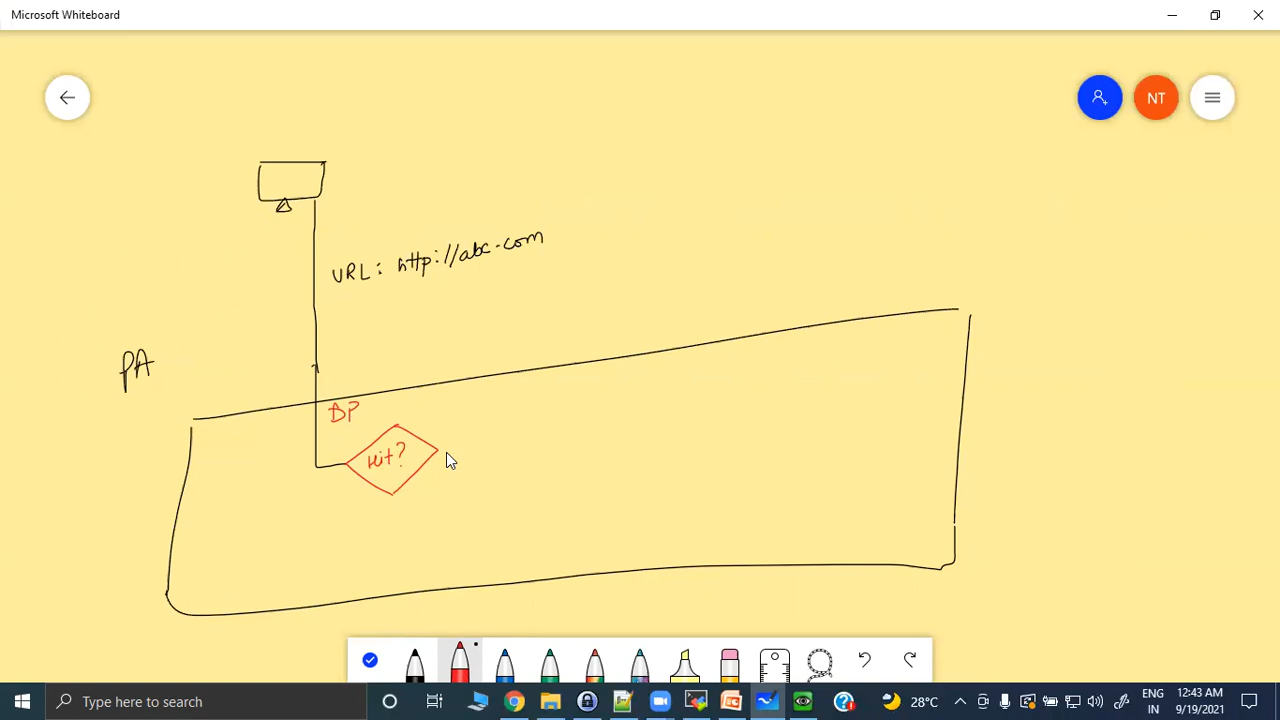 Microsoft Whiteboard
NT
URL: http://abc.com
PA
BP
Hit?
Type here to search
28°C
ENG
IN
12:43 AM
9/19/2021